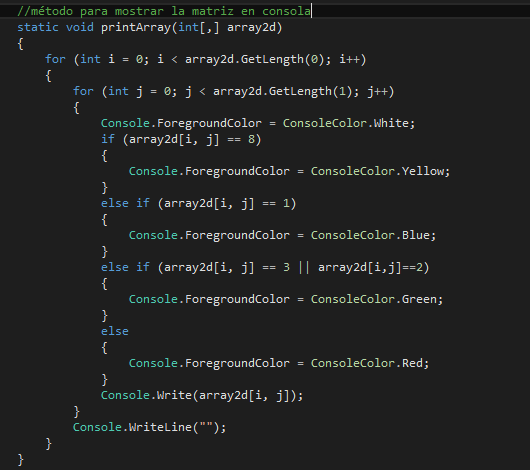 //método para mostrar la matriz en consola
static void printArray(int[,] array2d)
{
    for (int i = 0; i < array2d.GetLength(0); i++)
    {
        for (int j = 0; j < array2d.GetLength(1); j++)
        {
            Console.ForegroundColor = ConsoleColor.White;
            if (array2d[i, j] == 8)
            {
                Console.ForegroundColor = ConsoleColor.Yellow;
            }
            else if (array2d[i, j] == 1)
            {
                Console.ForegroundColor = ConsoleColor.Blue;
            }
            else if (array2d[i, j] == 3 || array2d[i,j]==2)
            {
                Console.ForegroundColor = ConsoleColor.Green;
            }
            else
            {
                Console.ForegroundColor = ConsoleColor.Red;
            }
            Console.Write(array2d[i, j]);
        }
        Console.WriteLine("");
    }
}